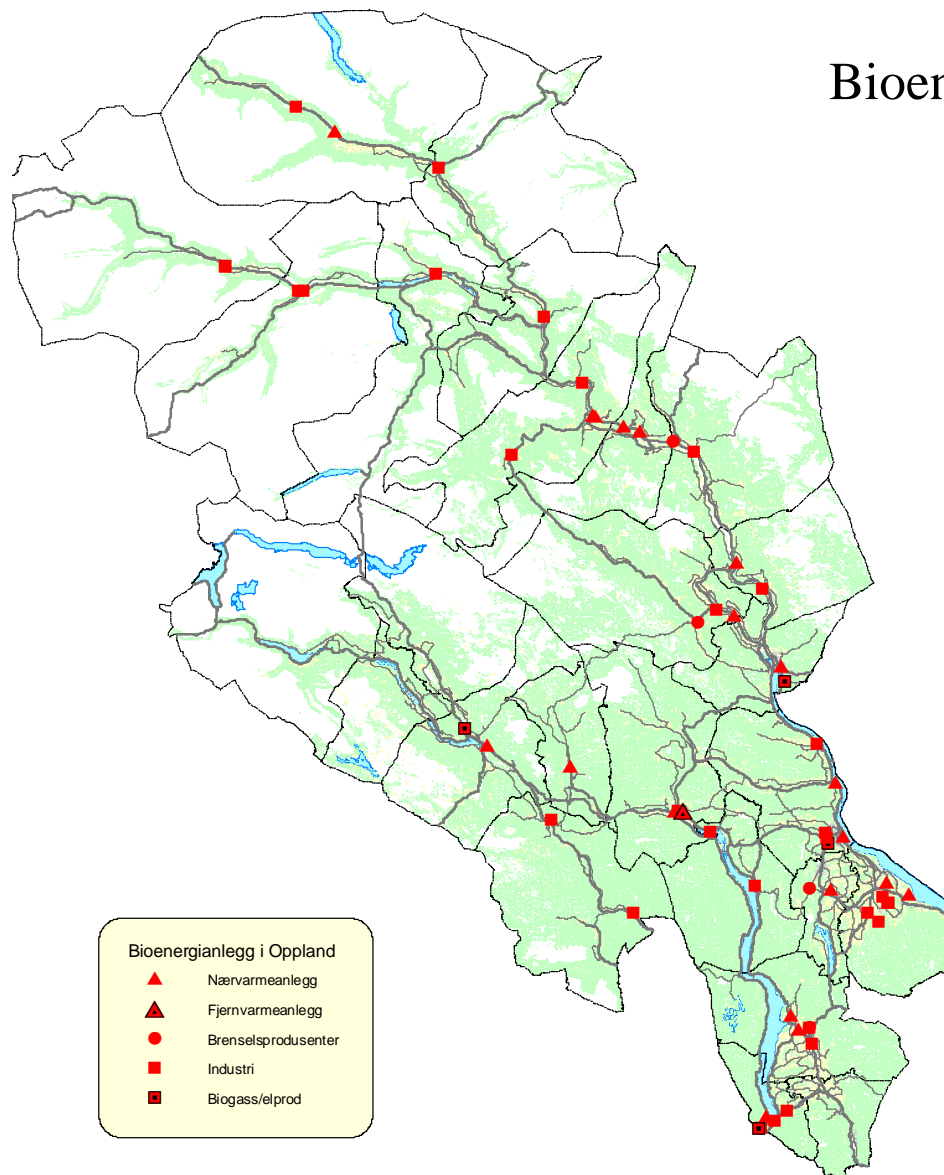 Bioen
Bioenergianlegg i Oppland
Nærvarmeanlegg
Fjernvarmeanlegg
Brenselsprodusenter
Industri
Biogass/elprod